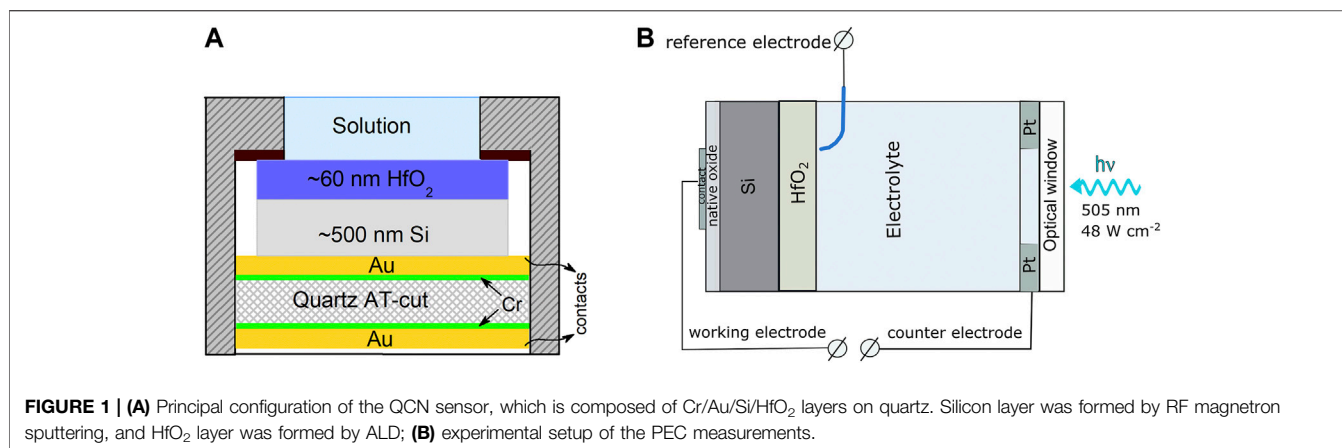 A
Solution
~60 nm HfO₂
~500 nm Si
Au
Quartz AT-cut
Cr
Au
contacts
B
reference electrode
contact
native oxide
Si
HfO₂
Electrolyte
Pt
Pt
Optical window
hν
505 nm
48 W cm⁻²
working electrode
counter electrode
FIGURE 1 | (A) Principal configuration of the QCN sensor, which is composed of Cr/Au/Si/HfO₂ layers on quartz. Silicon layer was formed by RF magnetron
sputtering, and HfO₂ layer was formed by ALD; (B) experimental setup of the PEC measurements.